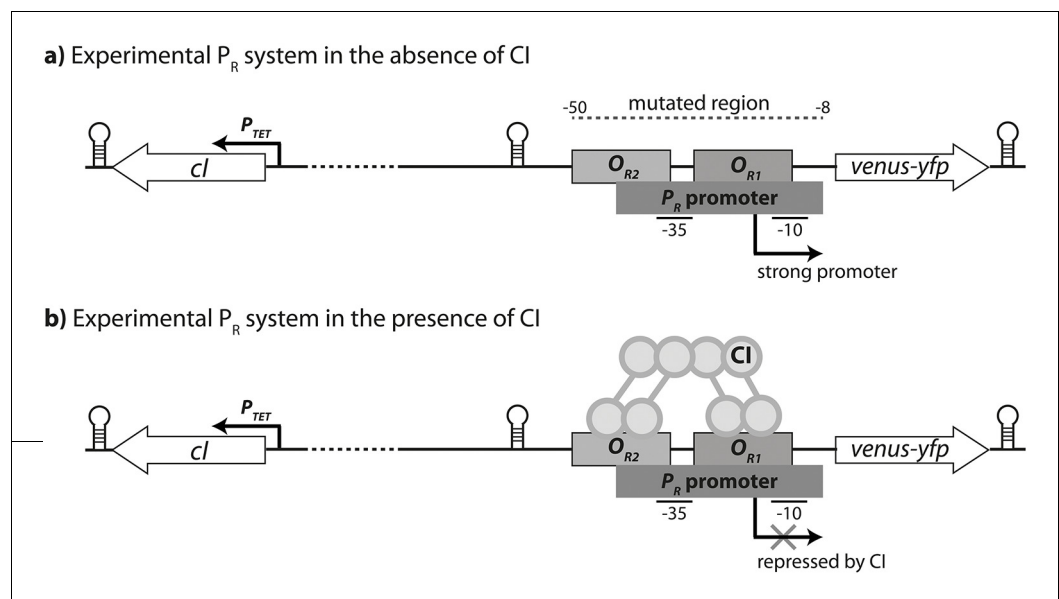 a) Experimental PR system in the absence of CI
-50 mutated region -8
PTET
cI OR2 OR1 venus-yfp
PR promoter
-35 -10
strong promoter
b) Experimental PR system in the presence of CI
CI
PTET
cI OR2 OR1 venus-yfp
PR promoter
-35 -10
repressed by CI